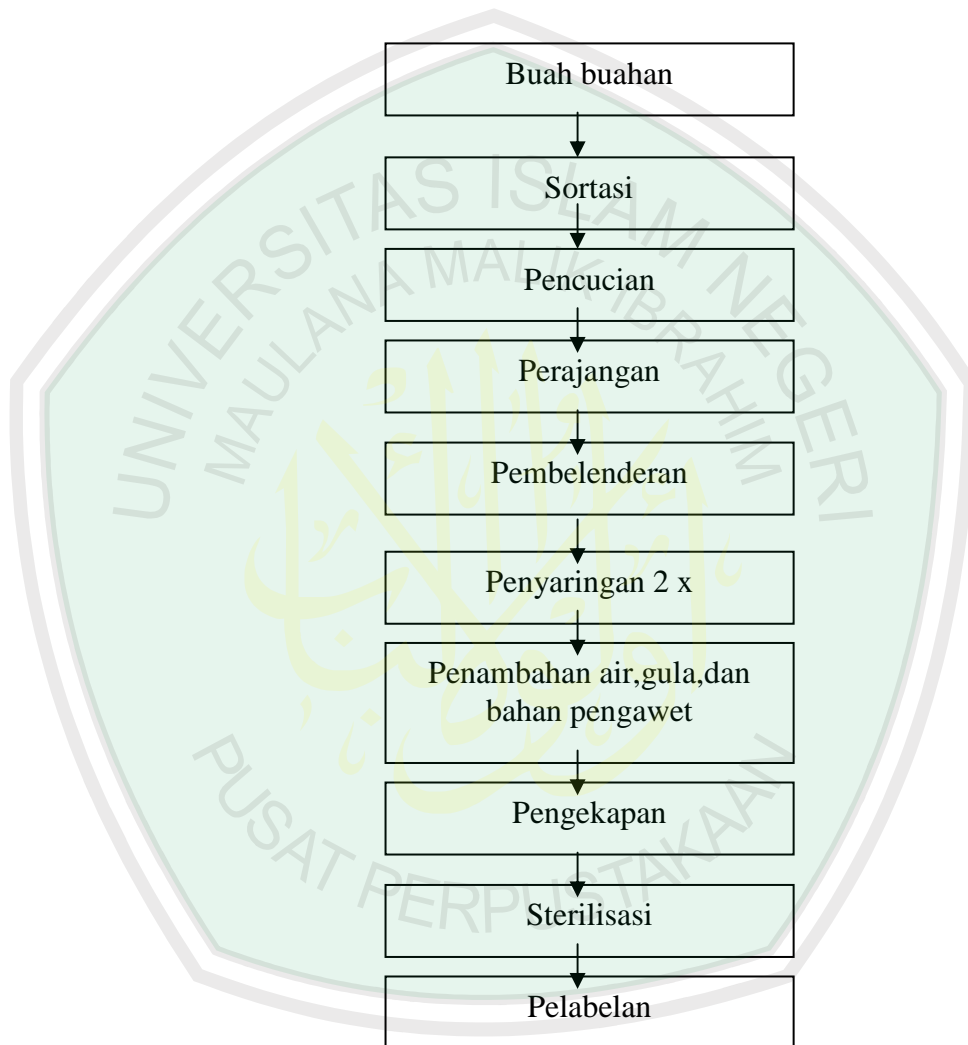 Buah buahan
Sortasi
Pencucian
Perajangan
Pembelenderan
Penyaringan 2 x
Penambahan air,gula,dan
bahan pengawet
Pengekapan
Sterilisasi
Pelabelan
UNIVERSITAS ISLAM NEGERI
MAULANA MALIK IBRAHIM
PUSAT PERPUSTAKAAN